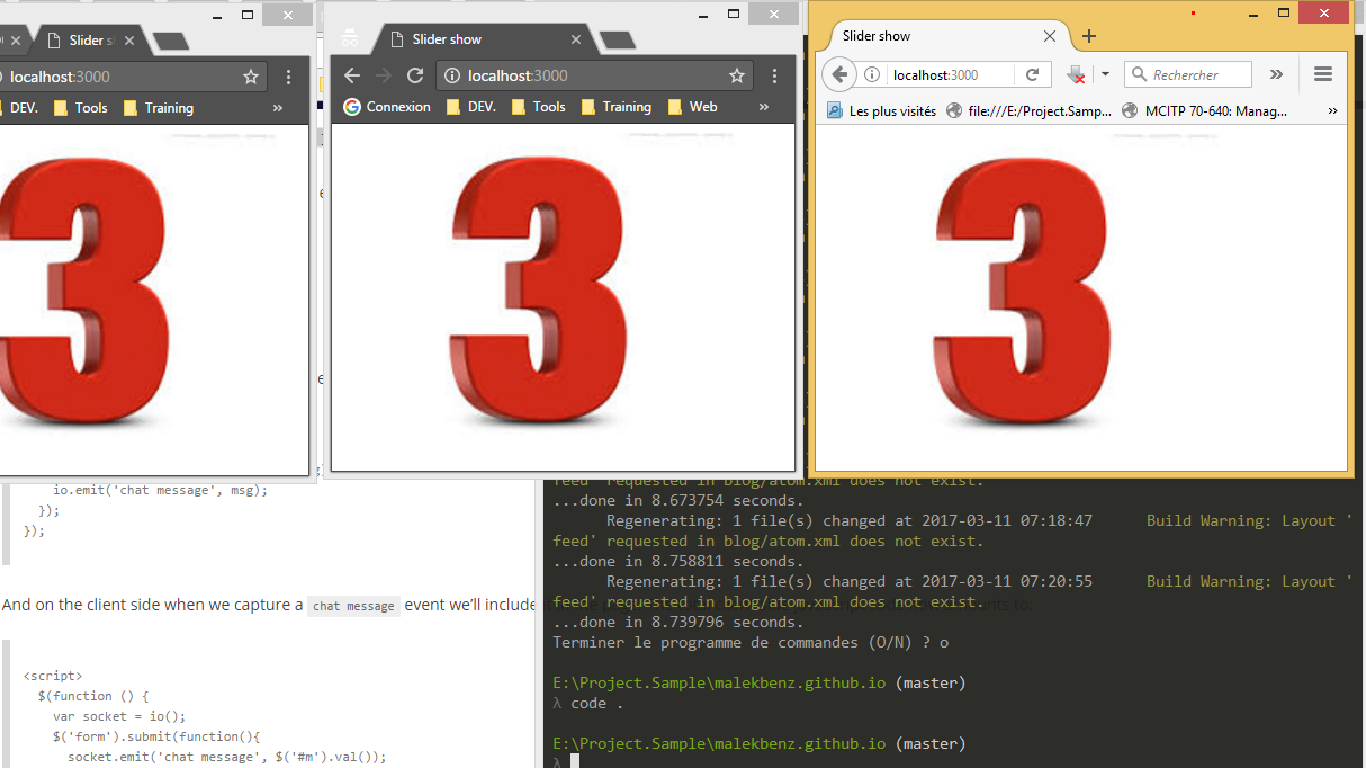 Slider s
localhost:3000
DEV.
Tools
Training
»
3
Slider show
localhost:3000
Connexion
DEV.
Tools
Training
Web
»
3
Slider show
localhost:3000
Rechercher
»
Les plus visités
file:///E:/Project.Samp...
MCITP 70-640: Manag...
»
3
io.emit('chat message', msg);
});
});
And on the client side when we capture a chat message event we'll include
<script>
$(function () {
var socket = io();
$('form').submit(function(){
socket.emit('chat message', $('#m').val());
feed' requested in blog/atom.xml does not exist.
...done in 8.673754 seconds.
Regenerating: 1 file(s) changed at 2017-03-11 07:18:47 Build Warning: Layout '
feed' requested in blog/atom.xml does not exist.
...done in 8.758811 seconds.
Regenerating: 1 file(s) changed at 2017-03-11 07:20:55 Build Warning: Layout '
feed' requested in blog/atom.xml does not exist.
...done in 8.739796 seconds.
Terminer le programme de commandes (O/N) ? o
E:\Project.Sample\malekbenz.github.io (master)
λ code .
E:\Project.Sample\malekbenz.github.io (master)
λ